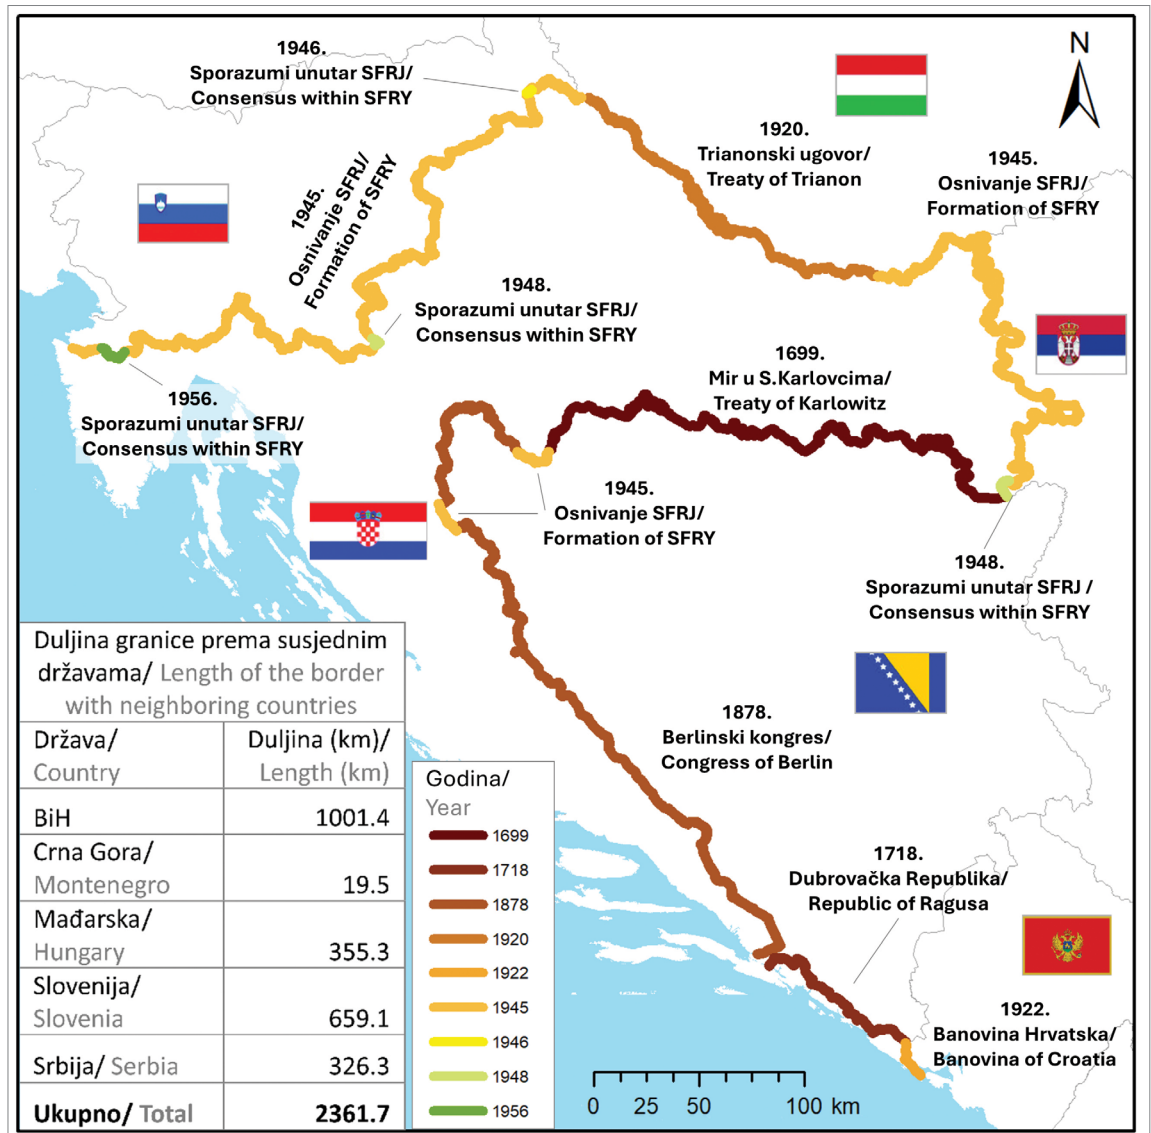 1946.
Sporazumi unutar SFRJ/
Consensus within SFRY
N
1920.
Trianonski ugovor/
Treaty of Trianon
1945.
Osnivanje SFRJ/
Formation of SFRY
1945.
Osnivanje SFRJ/
Formation of SFRY
1948.
Sporazumi unutar SFRJ/
Consensus within SFRY
1699.
Mir u S.Karlovcima/
Treaty of Karlowitz
1956.
Sporazumi unutar SFRJ/
Consensus within SFRY
1945.
Osnivanje SFRJ/
Formation of SFRY
1948.
Sporazumi unutar SFRJ /
Consensus within SFRY
1878.
Berlinski kongres/
Congress of Berlin
1718.
Dubrovačka Republika/
Republic of Ragusa
1922.
Banovina Hrvatska/
Banovina of Croatia
Duljina granice prema susjednim
državama/ Length of the border
with neighboring countries
Država/ Duljina (km)/
Country Length (km)
BiH 1001.4
Crna Gora/
Montenegro 19.5
Mađarska/
Hungary 355.3
Slovenija/
Slovenia 659.1
Srbija/ Serbia 326.3
Ukupno/ Total 2361.7
Godina/
Year
1699
1718
1878
1920
1922
1945
1946
1948
1956
0 25 50 100 km